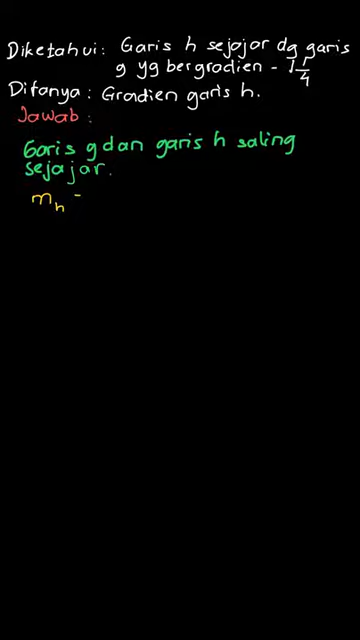 Diketahui : Garis h sejajar dg garis
g yg bergradien - 1 1/4
Ditanya : Gradien garis h.
Jawab :
Garis g dan garis h saling
sejajar.
m h -